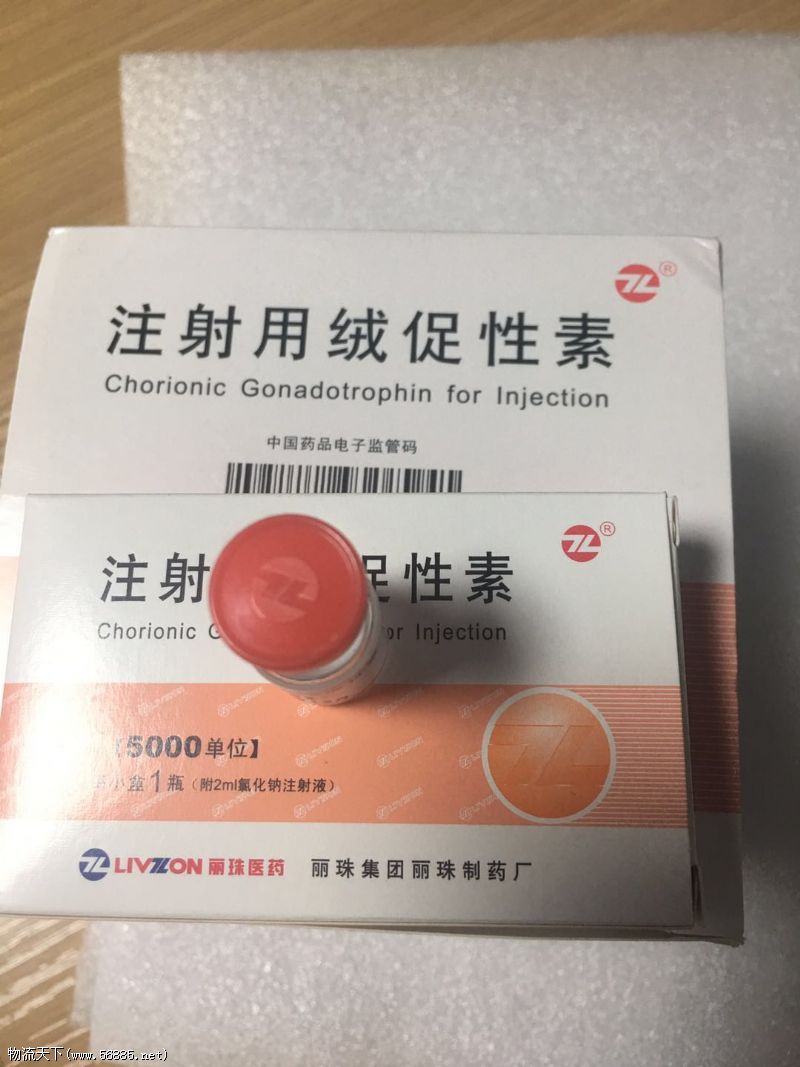 注射用绒促性素
Chorionic Gonadotrophin for Injection
中国药品电子监管码
注射 促性素
Chorionic or Injection
【5000单位】
小盒1瓶（附2ml氯化钠注射液）
LIVZON 丽珠医药 丽珠集团丽珠制药厂
物流天下(www.56885.net)